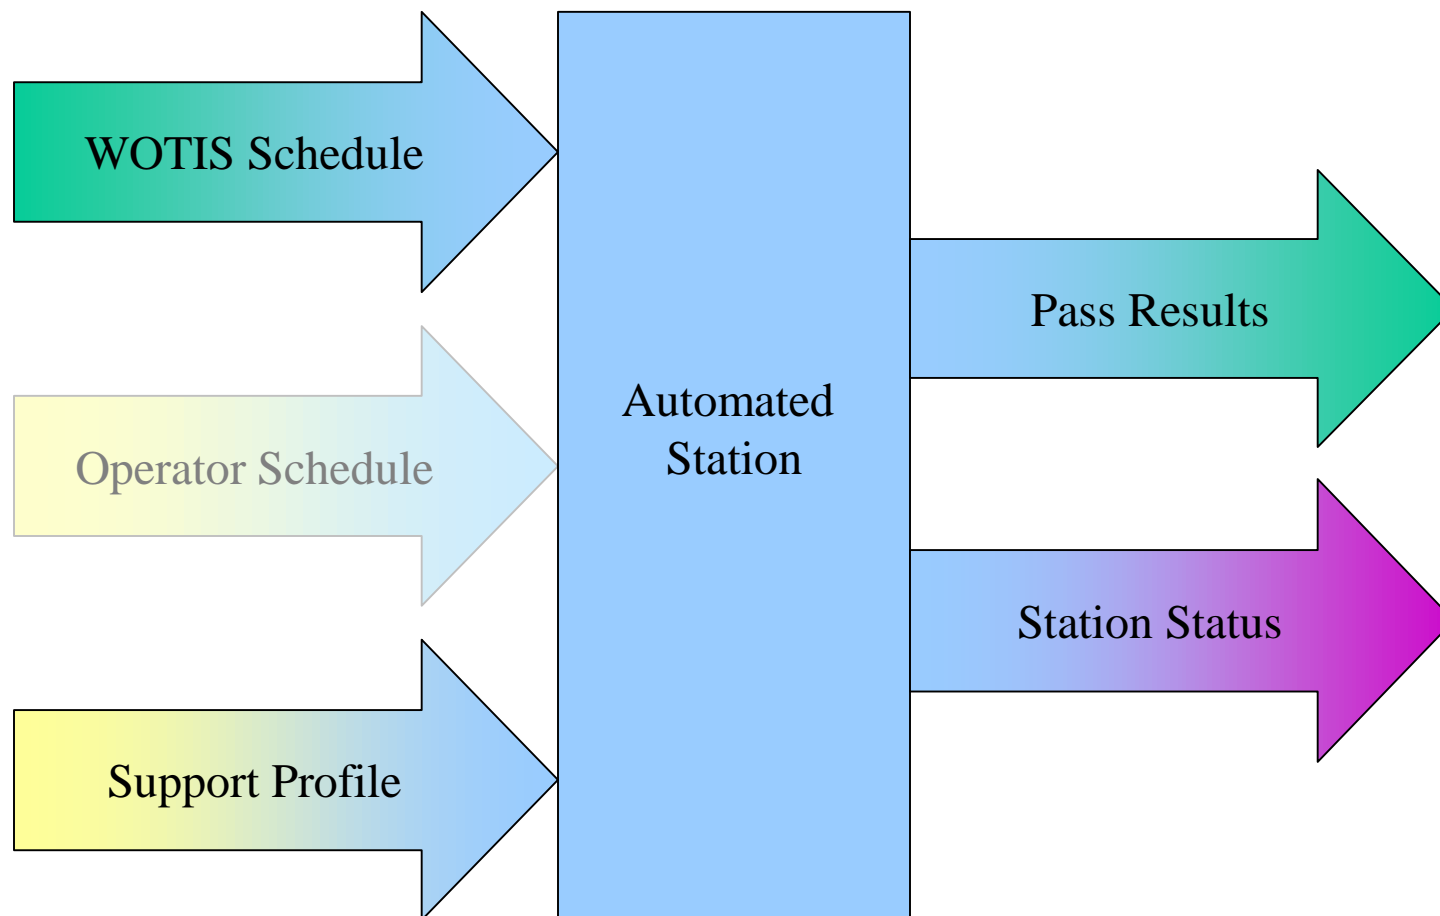 WOTIS Schedule
Operator Schedule
Support Profile
Automated
Station
Pass Results
Station Status